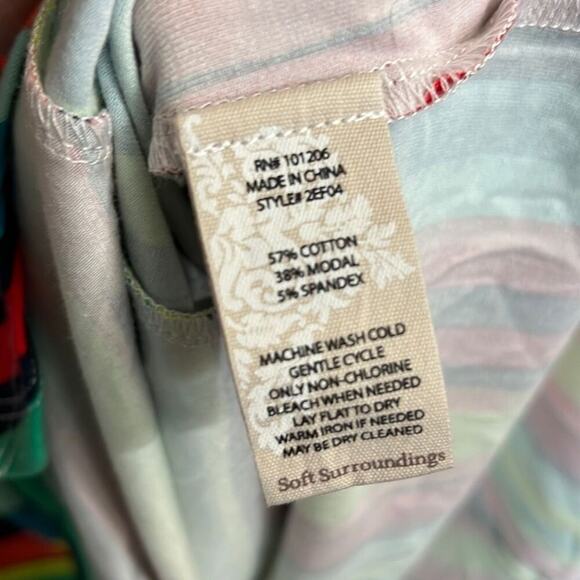 RN# 101206
MADE IN CHINA
STYLE# 2EF04
57% COTTON
38% MODAL
5% SPANDEX
MACHINE WASH COLD
GENTLE CYCLE
ONLY NON-CHLORINE
BLEACH WHEN NEEDED
LAY FLAT TO DRY
WARM IRON IF NEEDED
MAY BE DRY CLEANED
Soft Surroundings